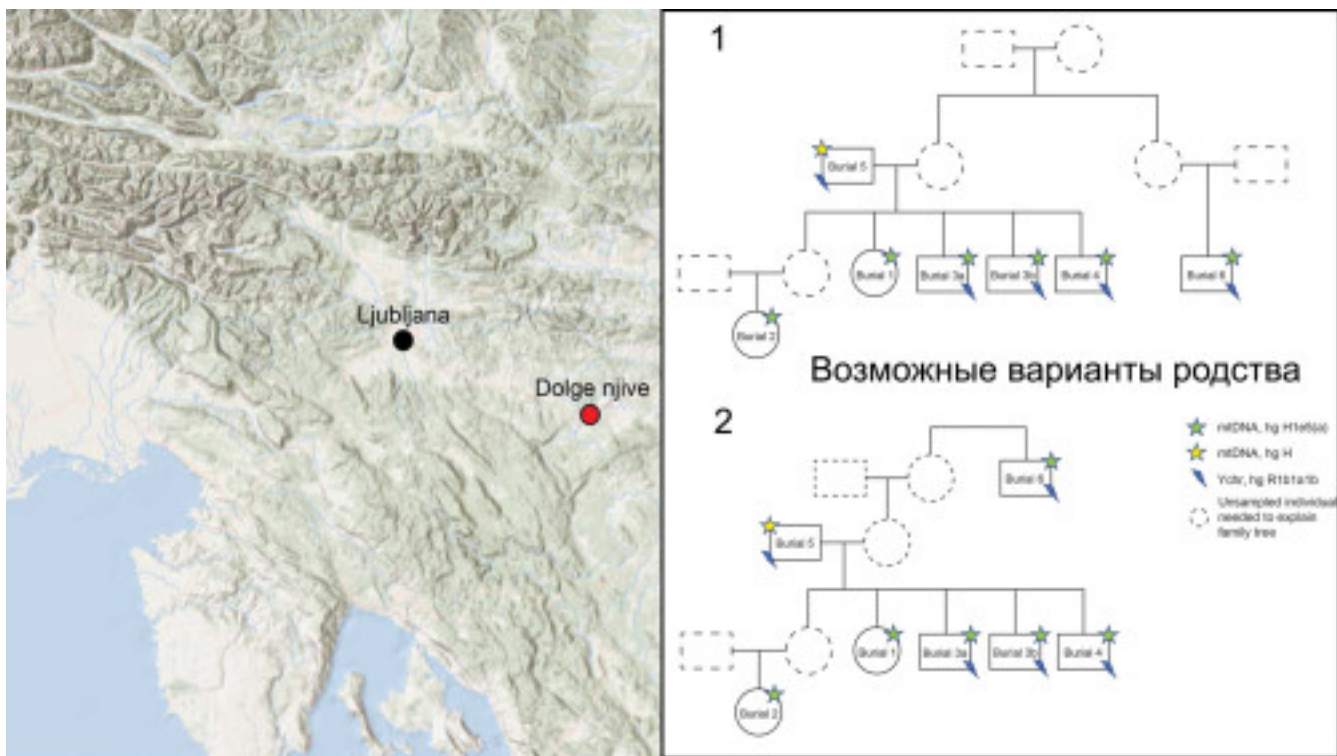 Ljubljana
Dolge njive
1
Burial 5
Burial 1
Burial 3a
Burial 3b
Burial 4
Burial 6
Burial 2
Возможные варианты родства
2
Burial 6
Burial 5
Burial 1
Burial 3a
Burial 3b
Burial 4
Burial 2
mtDNA, hg
mtDNA, hg H
Ychr, hg R1b1a1b
Unsampled individual
needed to explain
family tree